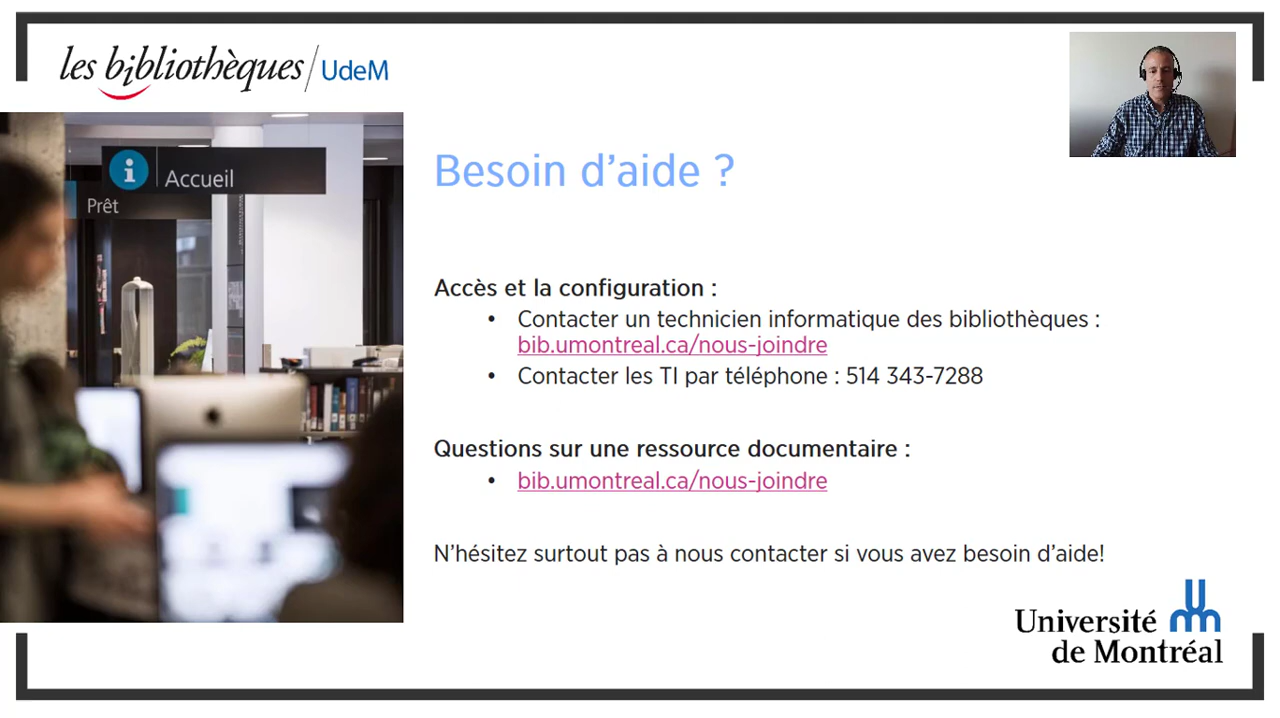 les bibliothèques/UdeM
i Accueil
Prêt
Besoin d'aide ?
Accès et la configuration :
• Contacter un technicien informatique des bibliothèques :
bib.umontreal.ca/nous-joindre
• Contacter les TI par téléphone : 514 343-7288
Questions sur une ressource documentaire :
• bib.umontreal.ca/nous-joindre
N'hésitez surtout pas à nous contacter si vous avez besoin d'aide!
Université
de Montréal